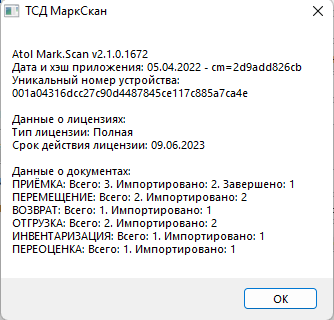 ТСД МаркСкан
Atol Mark.Scan v2.1.0.1672
Дата и хэш приложения: 05.04.2022 - cm=2d9add826cb
Уникальный номер устройства:
001a04316dcc27c90d4487845ce117c885a7ca4e
Данные о лицензиях:
Тип лицензии: Полная
Срок действия лицензии: 09.06.2023
Данные о документах:
ПРИЁМКА: Всего: 3. Импортировано: 2. Завершено: 1
ПЕРЕМЕЩЕНИЕ: Всего: 2. Импортировано: 2
ВОЗВРАТ: Всего: 1. Импортировано: 1
ОТГРУЗКА: Всего: 2. Импортировано: 2
ИНВЕНТАРИЗАЦИЯ: Всего: 1. Импортировано: 1
ПЕРЕОЦЕНКА: Всего: 1. Импортировано: 1
ОК